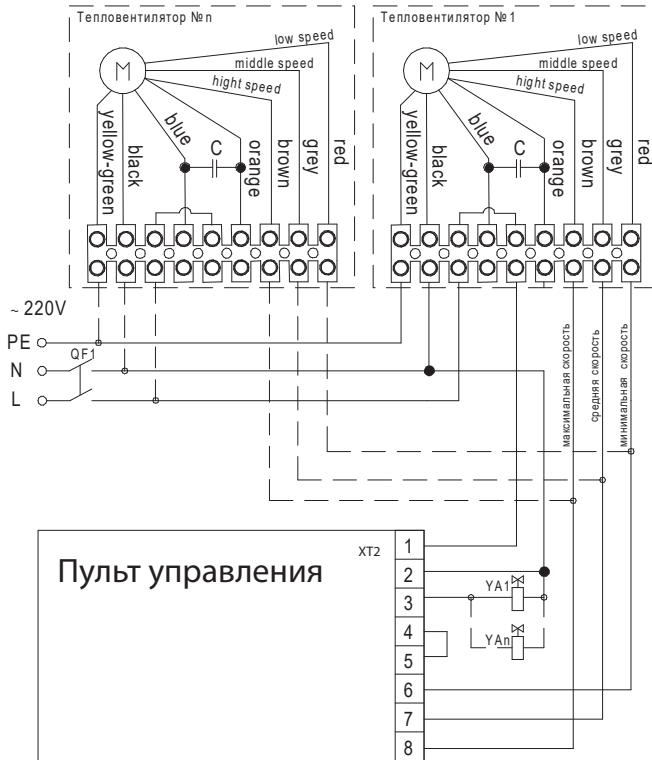 Тепловентилятор №n
low speed
middle speed
hight speed
M
yellow-green
black
blue
C
orange
brown
grey
red
Тепловентилятор №1
low speed
middle speed
hight speed
M
yellow-green
black
blue
C
orange
brown
grey
red
~ 220V
PE
N
QF1
L
максимальная скорость
средняя скорость
минимальная скорость
Пульт управления
XT2
1
2
3
4
5
6
7
8
YA1
YAn